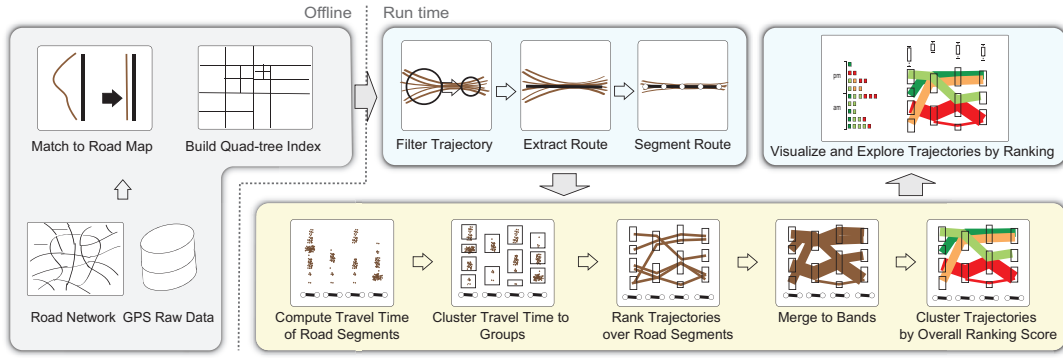 Offline
Run time
Match to Road Map
Build Quad-tree Index
Road Network
GPS Raw Data
Filter Trajectory
Extract Route
Segment Route
pm
am
Visualize and Explore Trajectories by Ranking
Compute Travel Time
of Road Segments
Cluster Travel Time to
Groups
Rank Trajectories
over Road Segments
Merge to Bands
Cluster Trajectories
by Overall Ranking Score